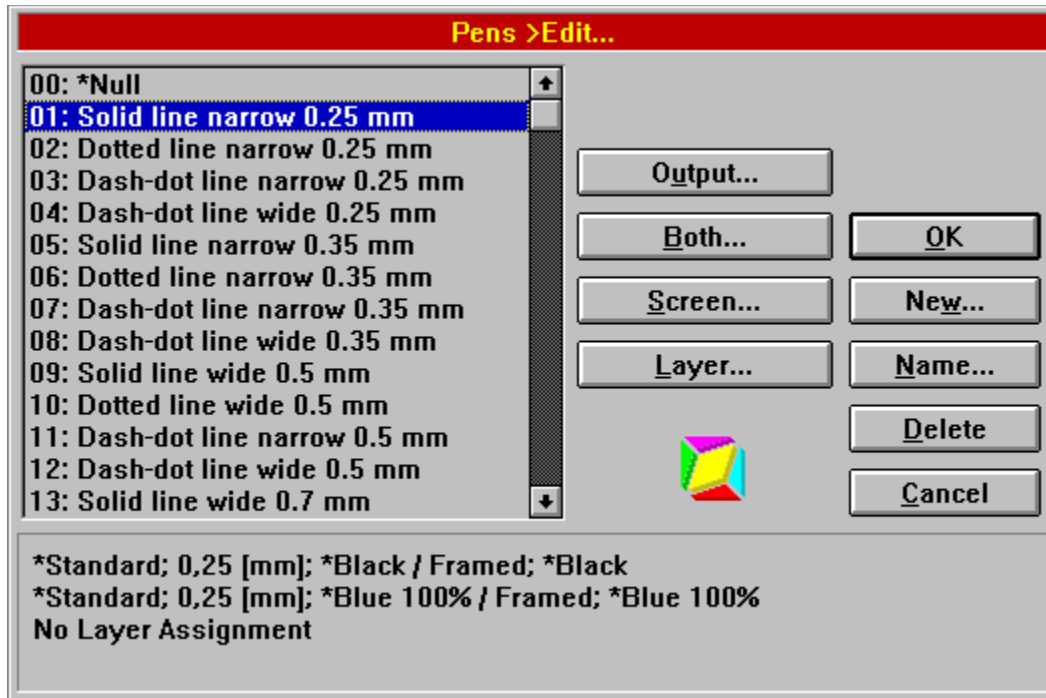 Pens >Edit...
00: *Null
01: Solid line narrow 0.25 mm
02: Dotted line narrow 0.25 mm
03: Dash-dot line narrow 0.25 mm
04: Dash-dot line wide 0.25 mm
05: Solid line narrow 0.35 mm
06: Dotted line narrow 0.35 mm
07: Dash-dot line narrow 0.35 mm
08: Dash-dot line wide 0.35 mm
09: Solid line wide 0.5 mm
10: Dotted line wide 0.5 mm
11: Dash-dot line narrow 0.5 mm
12: Dash-dot line wide 0.5 mm
13: Solid line wide 0.7 mm
Output...
Both...
Screen...
Layer...
OK
New...
Name...
Delete
Cancel
*Standard; 0,25 [mm]; *Black / Framed; *Black
*Standard; 0,25 [mm]; *Blue 100% / Framed; *Blue 100%
No Layer Assignment